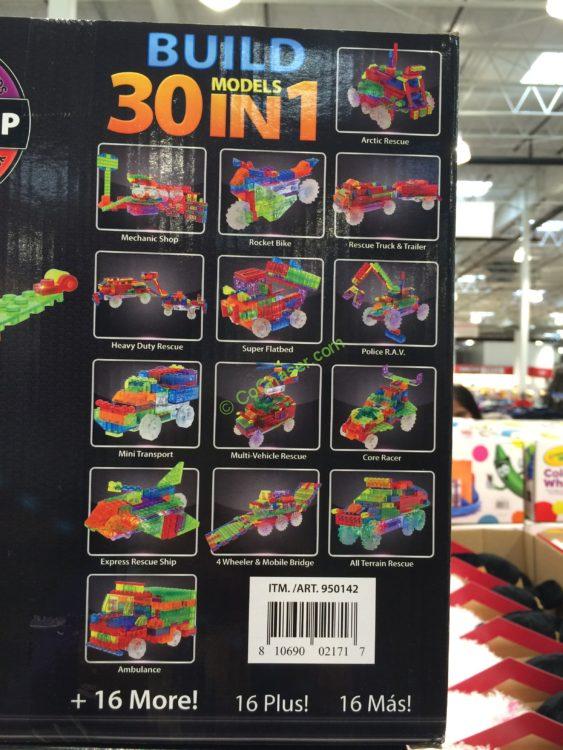 BUILD
30 MODELS IN 1
Arctic Rescue
Mechanic Shop
Rocket Bike
Rescue Truck & Trailer
Heavy Duty Rescue
Super Flatbed
Police R.A.V.
Mini Transport
Multi-Vehicle Rescue
Core Racer
Express Rescue Ship
4 Wheeler & Mobile Bridge
All Terrain Rescue
Ambulance
ITM. /ART. 950142
8 10690 02171 7
+ 16 More!
16 Plus!
16 Más!
P